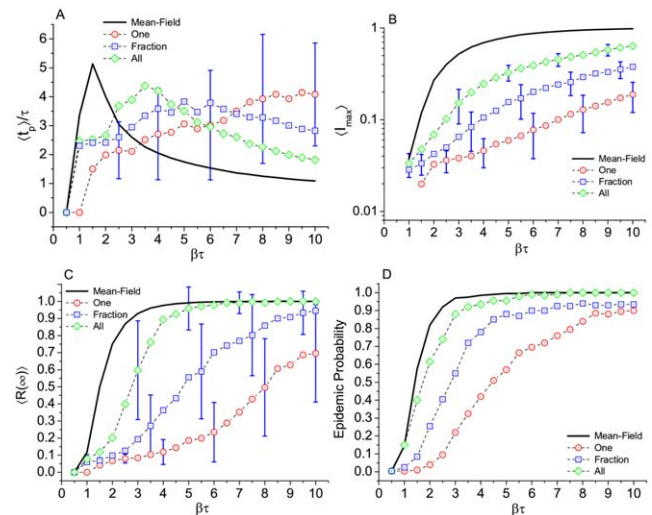 A
Mean-Field
One
Fraction
All
⟨t_p⟩/τ
7
6
5
4
3
2
1
0
0 1 2 3 4 5 6 7 8 9 10
βτ
B
⟨I_max⟩
1
0.1
0.01
Mean-Field
One
Fraction
All
0 1 2 3 4 5 6 7 8 9 10
βτ
C
Mean-Field
One
Fraction
All
⟨R(∞)⟩
1.0
0.9
0.8
0.7
0.6
0.5
0.4
0.3
0.2
0.1
0.0
0 1 2 3 4 5 6 7 8 9 10
βτ
D
Epidemic Probability
1.0
0.9
0.8
0.7
0.6
0.5
0.4
0.3
0.2
0.1
0.0
Mean-Field
One
Fraction
All
0 1 2 3 4 5 6 7 8 9 10
βτ